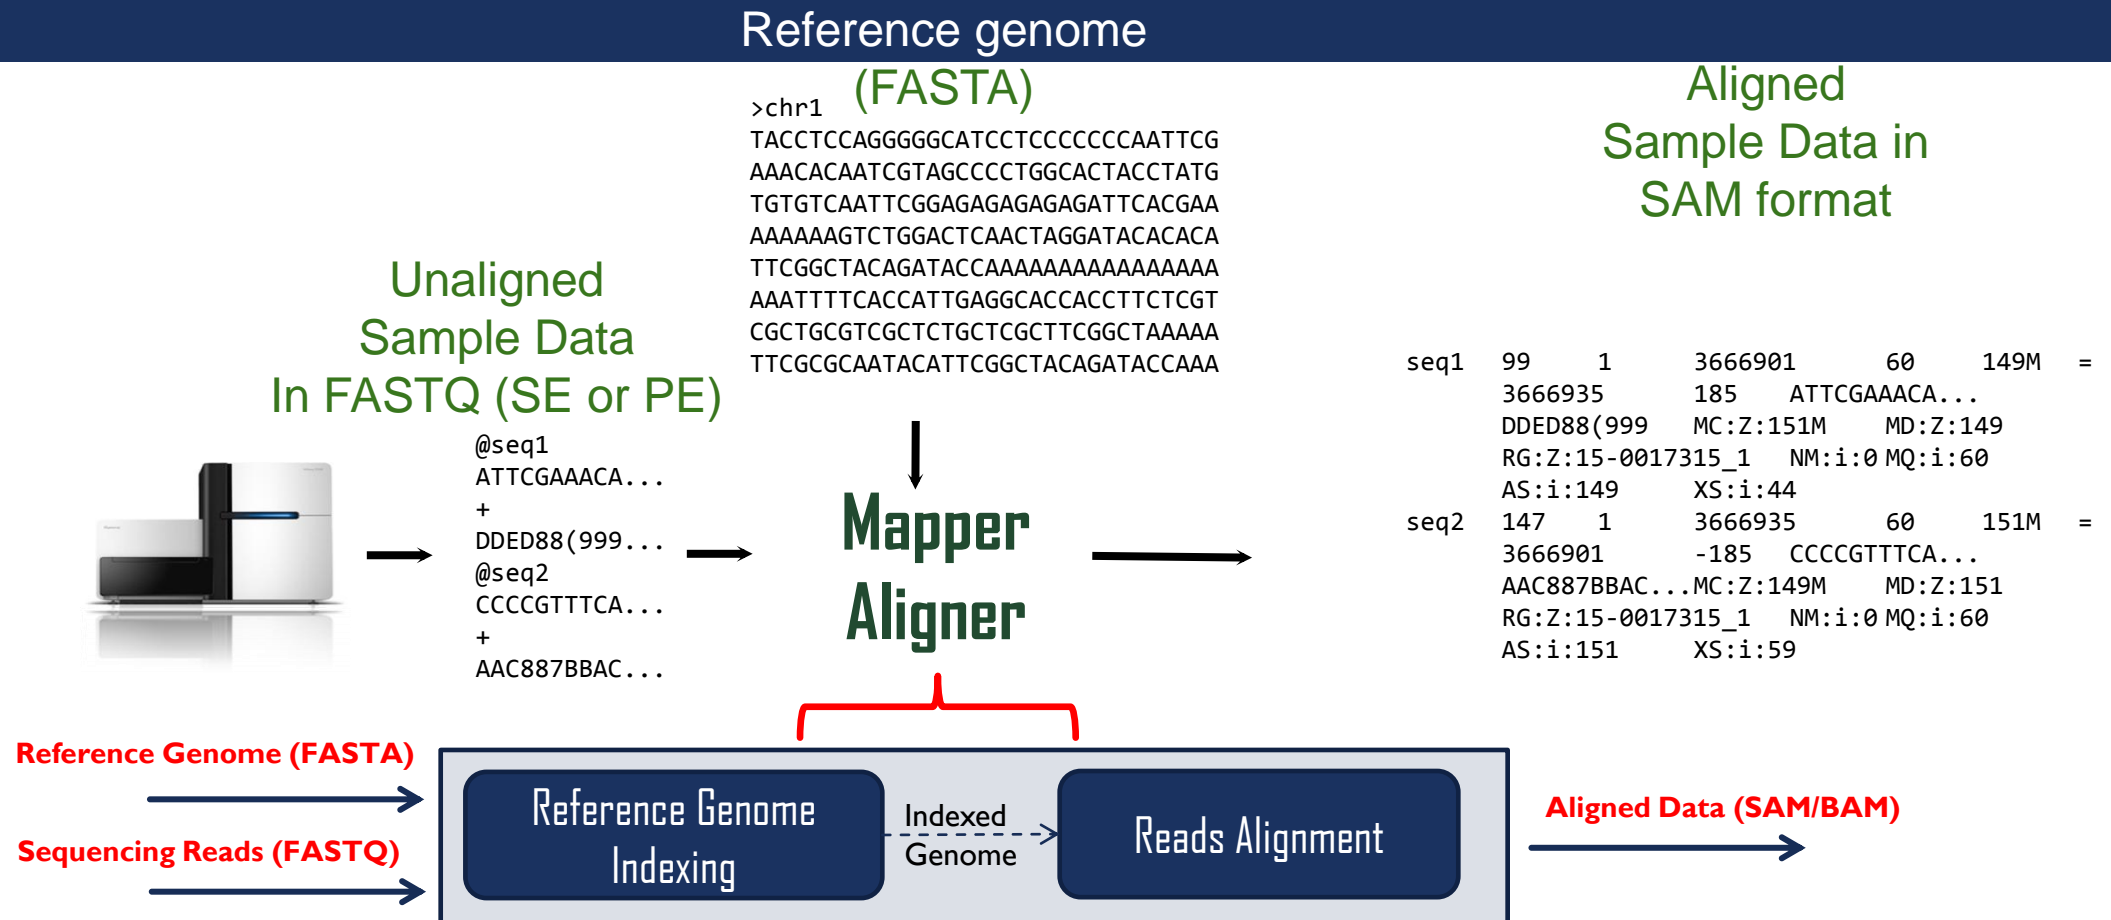 Reference genome
(FASTA)
>chr1
TACCTCCAGGGGGCATCCTCCCCCCCAATTCG
AAACACAATCGTAGCCCCTGGCACTACCTATG
TGTGTCAATTCGGAGAGAGAGAGATTCACGAA
AAAAAAGTCTGGACTCAACTAGGATACACACA
TTCGGCTACAGATACCAAAAAAAAAAAAAAAA
AAATTTTCACCATTGAGGCACCACCTTCTCGT
CGCTGCGTCGCTCTGCTCGCTTCGGCTAAAAA
TTCGCGCAATACATTCGGCTACAGATACCAAA
Unaligned
Sample Data
In FASTQ (SE or PE)
@seq1
ATTCGAAACA...
+
DDED88(999...
@seq2
CCCCGTTTCA...
+
AAC887BBAC...
Mapper
Aligner
Aligned
Sample Data in
SAM format
seq1 99 1 3666901 60 149M =
3666935 185 ATTCGAAACA...
DDED88(999 MC:Z:151M MD:Z:149
RG:Z:15-0017315_1 NM:i:0 MQ:i:60
AS:i:149 XS:i:44
seq2 147 1 3666935 60 151M =
3666901 -185 CCCCGTTTCA...
AAC887BBAC...MC:Z:149M MD:Z:151
RG:Z:15-0017315_1 NM:i:0 MQ:i:60
AS:i:151 XS:i:59
Reference Genome (FASTA)
Sequencing Reads (FASTQ)
Reference Genome
Indexing
Indexed
Genome
Reads Alignment
Aligned Data (SAM/BAM)